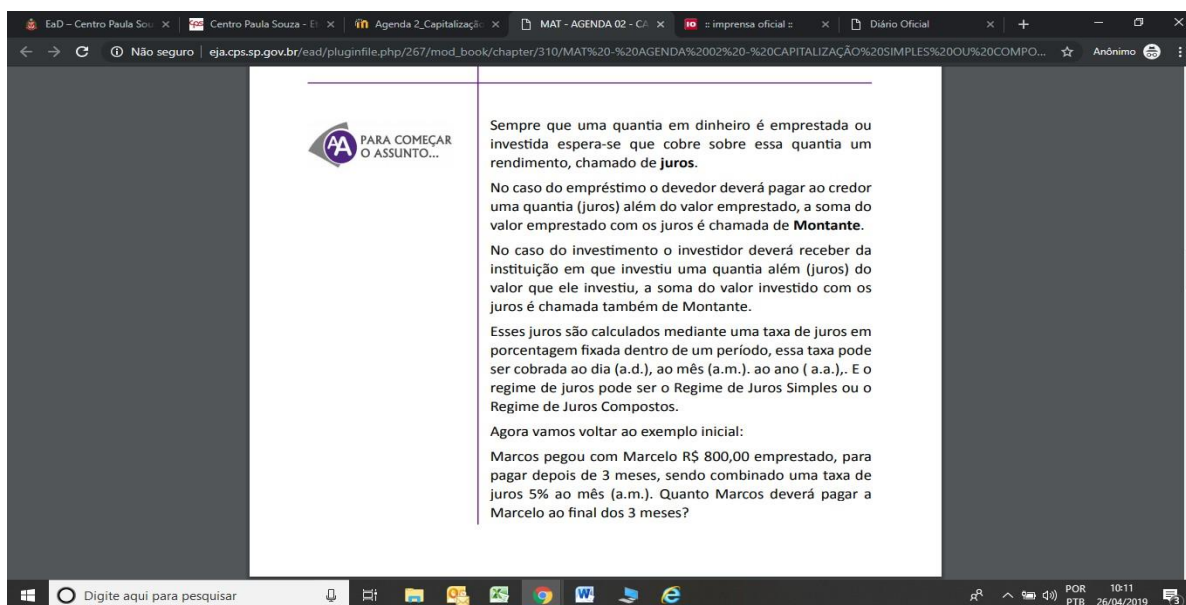 EaD – Centro Paula Sou
Centro Paula Souza - Et
Agenda 2_Capitalizaçã
MAT - AGENDA 02 - CA
IO :: imprensa oficial ::
Diário Oficial
Não seguro | eja.cps.sp.gov.br/ead/pluginfile.php/267/mod_book/chapter/310/MAT%20-%20AGENDA%2002%20-%20CAPITALIZAÇÃO%20SIMPLES%20OU%20COMPO...
Anônimo
AA PARA COMEÇAR
O ASSUNTO...
Sempre que uma quantia em dinheiro é emprestada ou
investida espera-se que cobre sobre essa quantia um
rendimento, chamado de juros.
No caso do empréstimo o devedor deverá pagar ao credor
uma quantia (juros) além do valor emprestado, a soma do
valor emprestado com os juros é chamada de Montante.
No caso do investimento o investidor deverá receber da
instituição em que investiu uma quantia além (juros) do
valor que ele investiu, a soma do valor investido com os
juros é chamada também de Montante.
Esses juros são calculados mediante uma taxa de juros em
porcentagem fixada dentro de um período, essa taxa pode
ser cobrada ao dia (a.d.), ao mês (a.m.). ao ano ( a.a.),. E o
regime de juros pode ser o Regime de Juros Simples ou o
Regime de Juros Compostos.
Agora vamos voltar ao exemplo inicial:
Marcos pegou com Marcelo R$ 800,00 emprestado, para
pagar depois de 3 meses, sendo combinado uma taxa de
juros 5% ao mês (a.m.). Quanto Marcos deverá pagar a
Marcelo ao final dos 3 meses?
Digite aqui para pesquisar
POR
PTB
10:11
26/04/2019
3